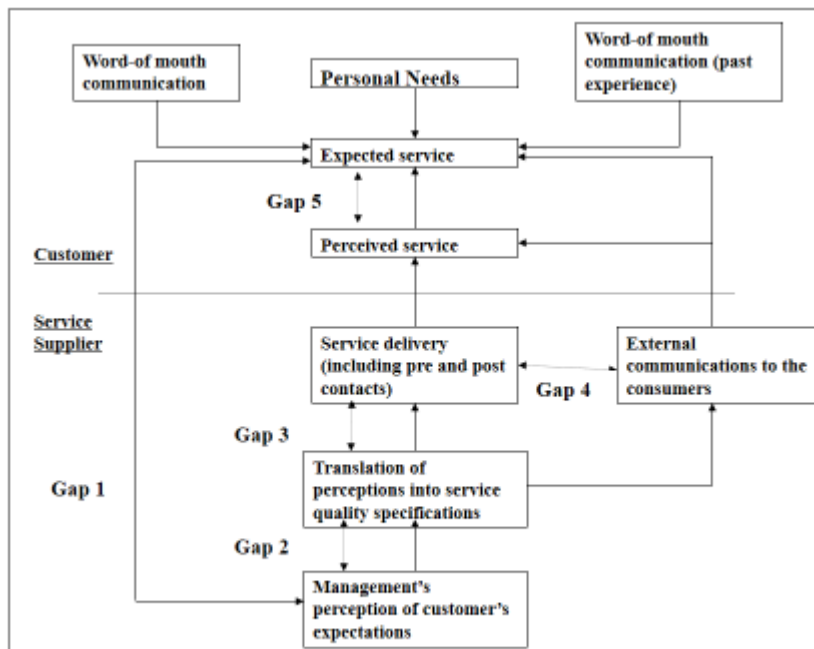 Word-of mouth
communication
Personal Needs
Word-of mouth
communication (past
experience)
Expected service
Gap 5
Perceived service
Customer
Service
Supplier
Service delivery
(including pre and post
contacts)
External
communications to the
consumers
Gap 4
Gap 3
Translation of
perceptions into service
quality specifications
Gap 1
Gap 2
Management's
perception of customer's
expectations